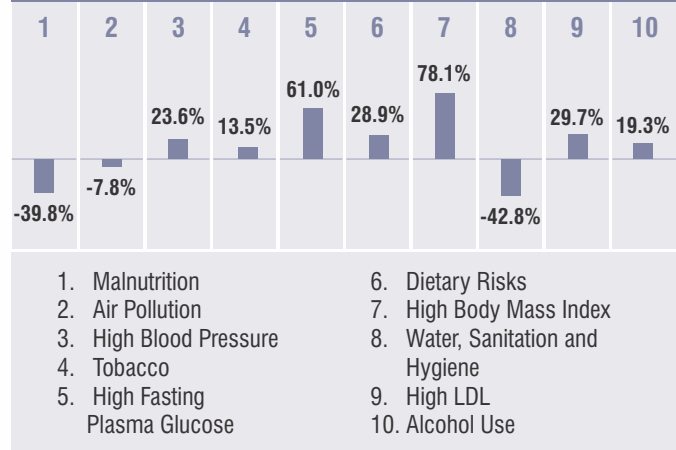 1 2 3 4 5 6 7 8 9 10
-39.8% -7.8% 23.6% 13.5% 61.0% 28.9% 78.1% -42.8% 29.7% 19.3%
1. Malnutrition
2. Air Pollution
3. High Blood Pressure
4. Tobacco
5. High Fasting
Plasma Glucose
6. Dietary Risks
7. High Body Mass Index
8. Water, Sanitation and
Hygiene
9. High LDL
10. Alcohol Use